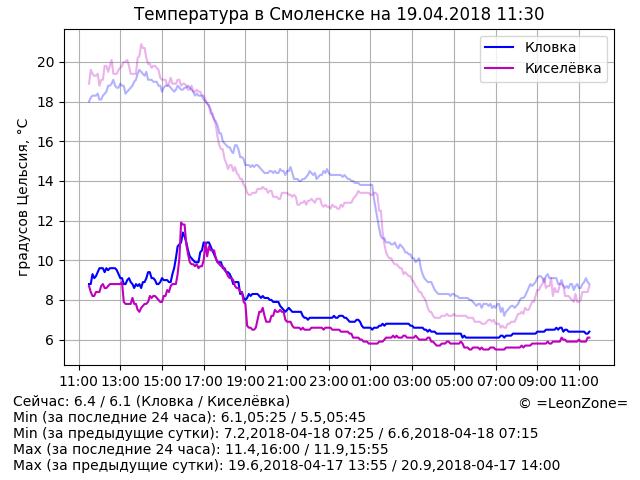 Температура в Смоленске на 19.04.2018 11:30
Кловка
Киселёвка
градусов Цельсия, °C
20
18
16
14
12
10
8
6
11:00 13:00 15:00 17:00 19:00 21:00 23:00 01:00 03:00 05:00 07:00 09:00 11:00
Сейчас: 6.4 / 6.1 (Кловка / Киселёвка)
© =LeonZone=
Min (за последние 24 часа): 6.1,05:25 / 5.5,05:45
Min (за предыдущие сутки): 7.2,2018-04-18 07:25 / 6.6,2018-04-18 07:15
Max (за последние 24 часа): 11.4,16:00 / 11.9,15:55
Max (за предыдущие сутки): 19.6,2018-04-17 13:55 / 20.9,2018-04-17 14:00